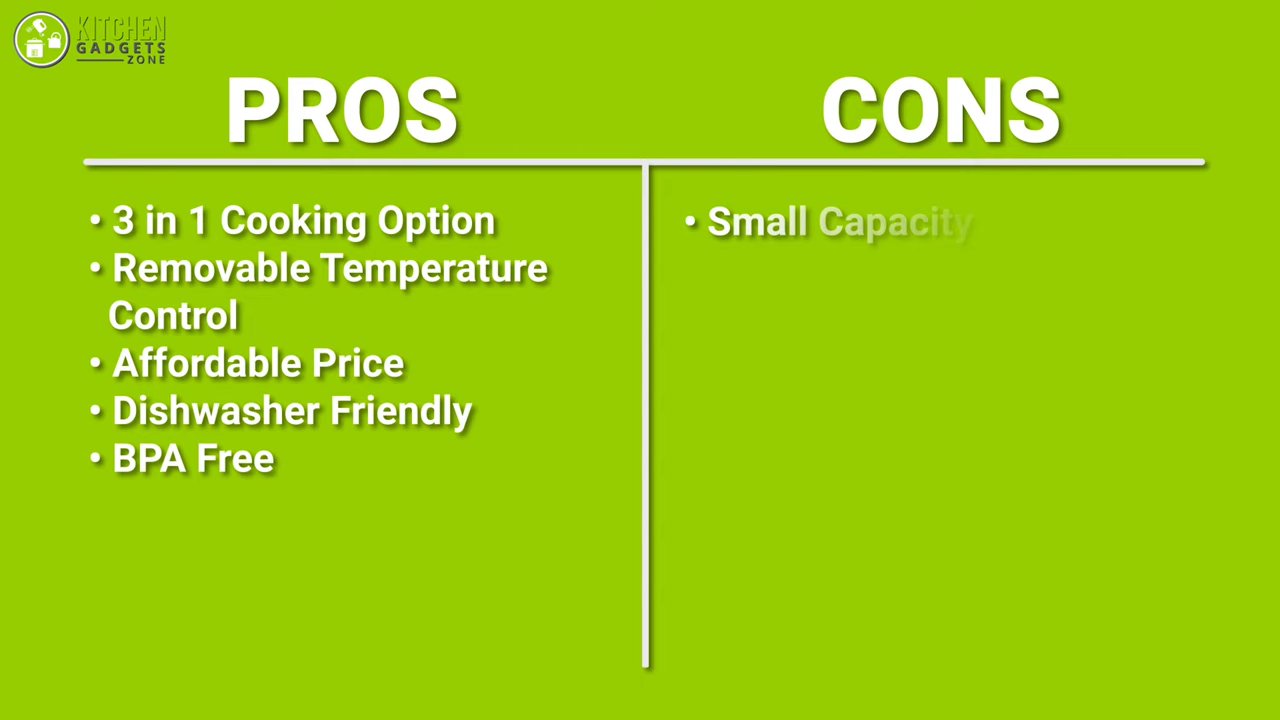 KITCHEN
GADGETS
ZONE
PROS
CONS
• 3 in 1 Cooking Option
• Removable Temperature
Control
• Affordable Price
• Dishwasher Friendly
• BPA Free
• Small Capacity